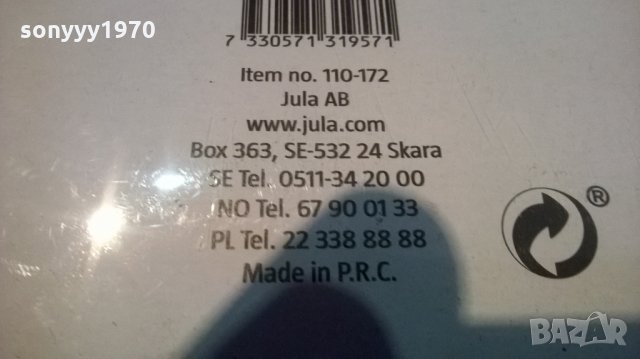 sonyyy1970
7 330571 319571
Item no. 110-172
Jula AB
www.jula.com
Box 363, SE-532 24 Skara
SE Tel. 0511-34 20 00
NO Tel. 67 90 01 33
PL Tel. 22 338 88 88
Made in P.R.C.
®
BAZAR
bg